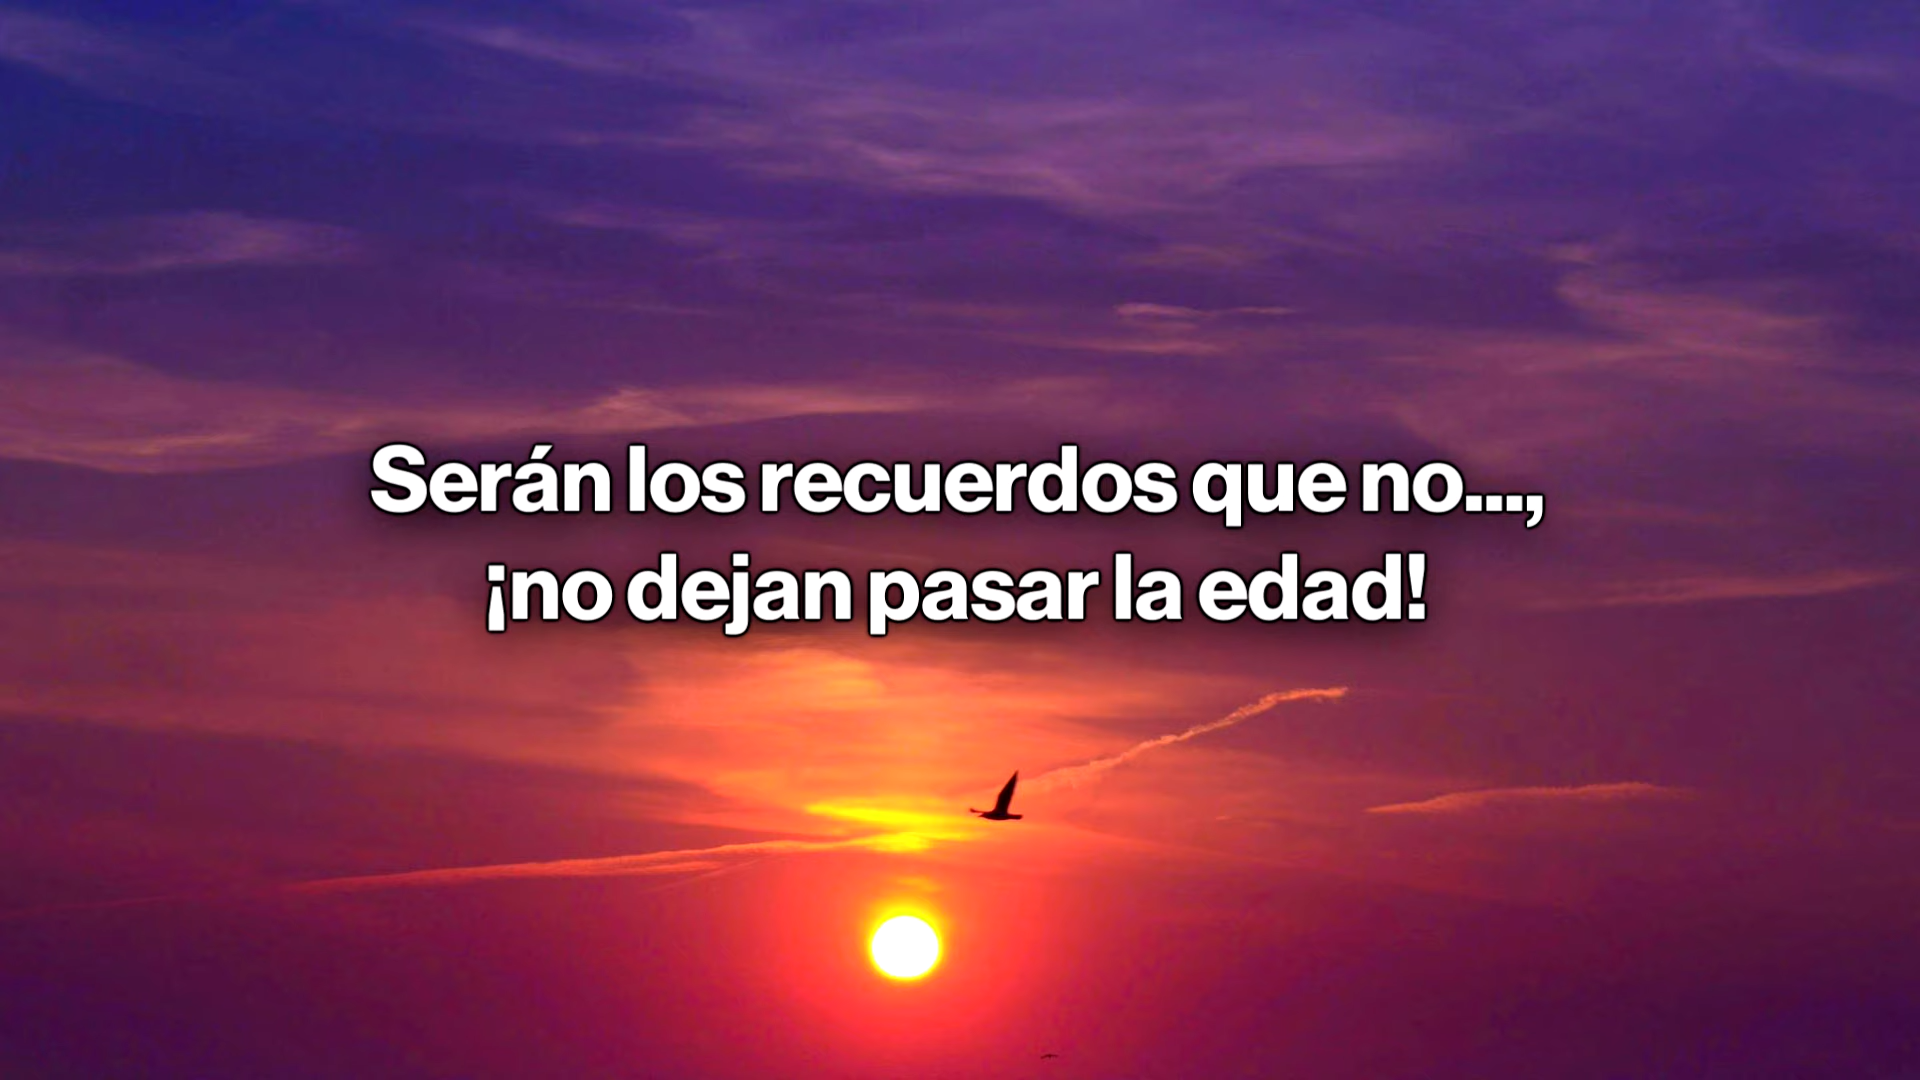 Serán los recuerdos que no...,
¡no dejan pasar la edad!